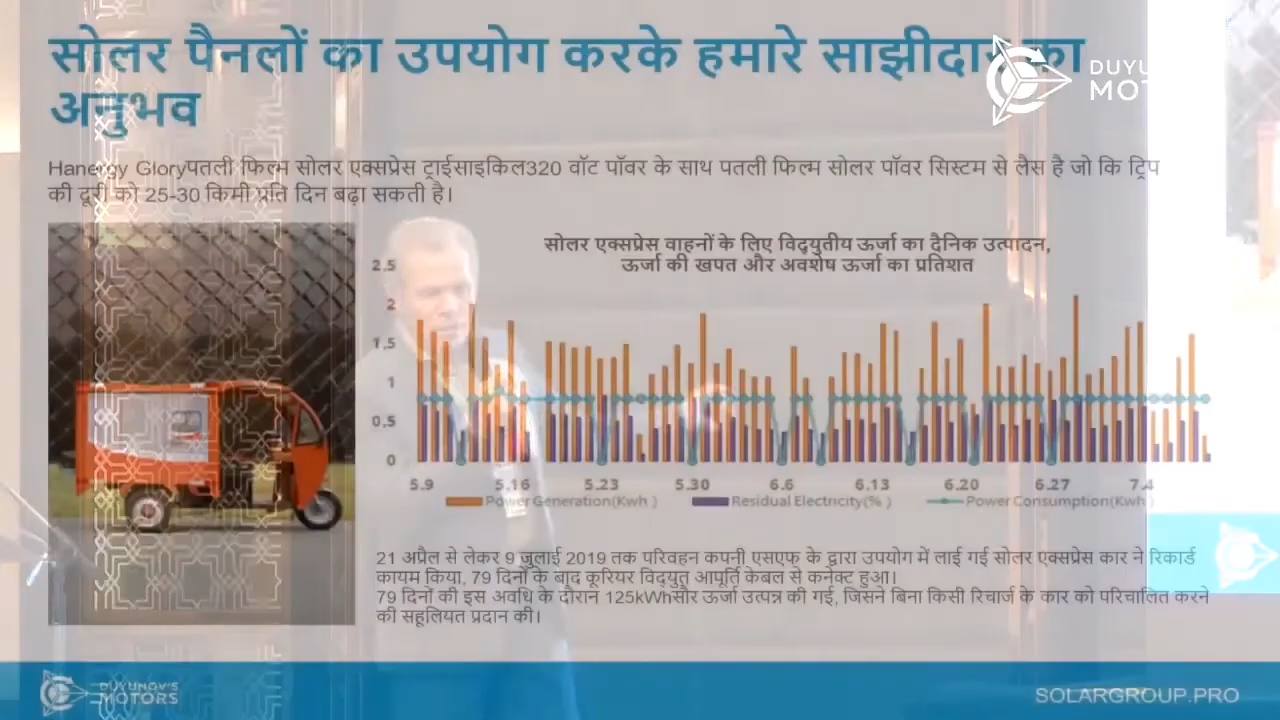 सोलर पैनलों का उपयोग करके हमारे साझीदार का
अनुभव
DUYU
MOT
Hanergy Gloryपतली फिल्म सोलर एक्सप्रेस ट्राईसाइकिल320 वॉट पॉवर के साथ पतली फिल्म सोलर पॉवर सिस्टम से लैस है जो कि ट्रिप
की दूरी को 25-30 किमी प्रति दिन बढ़ा सकती है।
सोलर एक्सप्रेस वाहनों के लिए विद्युतीय ऊर्जा का दैनिक उत्पादन,
ऊर्जा की खपत और अवशेष ऊर्जा का प्रतिशत
2.5
2
1,5
1
0,5
0
5.9 5.16 5.23 5.30 6.6 6.13 6.20 6.27 7.4
Power Generation(Kwh ) Residual Electricity(% ) Power Consumption(Kwh )
21 अप्रैल से लेकर 9 जुलाई 2019 तक परिवहन कंपनी एसएफ के द्वारा उपयोग में लाई गई सोलर एक्सप्रेस कार ने रिकार्ड
कायम किया, 79 दिनों के बाद कूरियर विद्युत् आपूर्ति केबल से कनेक्ट हुआ।
79 दिनों की इस अवधि के दौरान 125kWhसौर ऊर्जा उत्पन्न की गई, जिसने बिना किसी रिचार्ज के कार को परिचालित करने
की सहूलियत प्रदान की।
DUYUNOV'S
MOTORS
SOLARGROUP.PRO